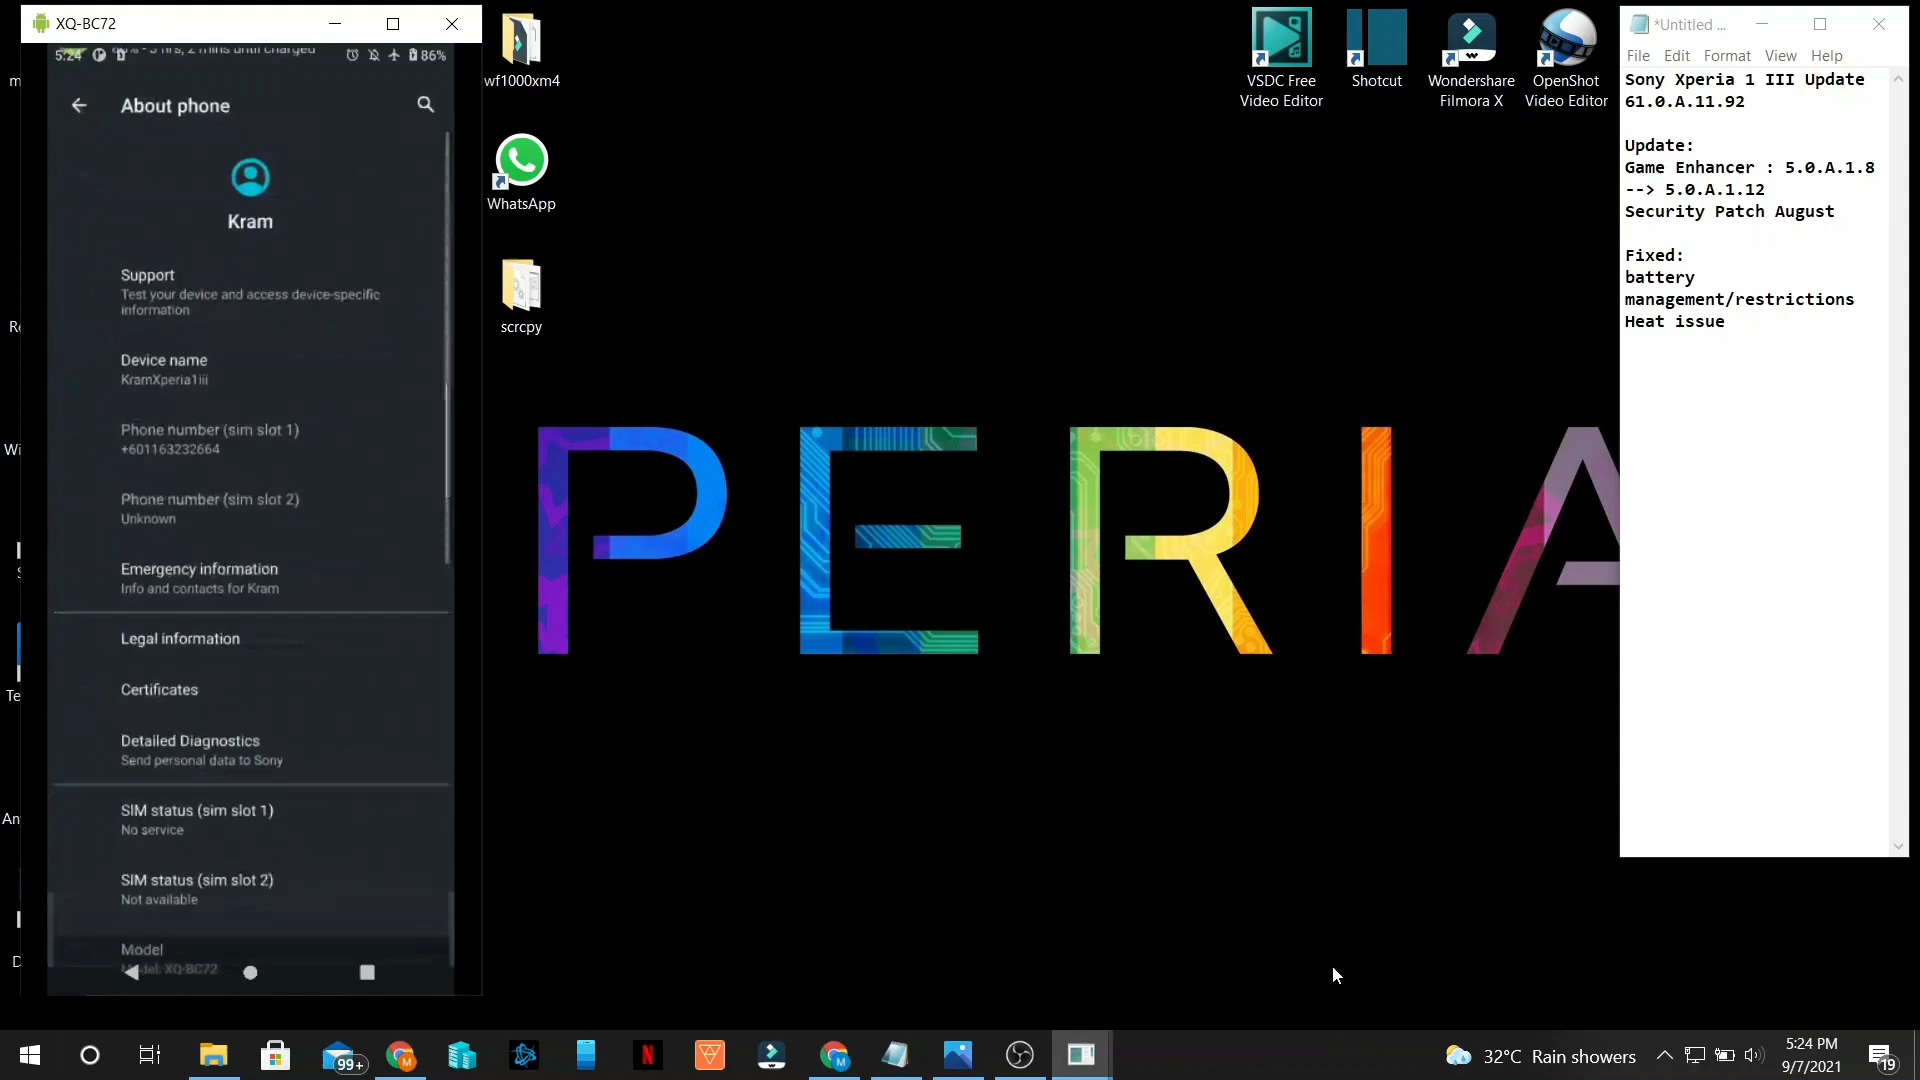 XQ-BC72
5:24
86%
About phone
Kram
Support
Test your device and access device-specific
information
Device name
KramXperia1iii
Phone number (sim slot 1)
+601163232664
Phone number (sim slot 2)
Unknown
Emergency information
Info and contacts for Kram
Legal information
Certificates
Detailed Diagnostics
Send personal data to Sony
SIM status (sim slot 1)
No service
SIM status (sim slot 2)
Not available
Model
Model: XQ-BC72
wf1000xm4
WhatsApp
scrcpy
VSDC Free
Video Editor
Shotcut
Wondershare
Filmora X
OpenShot
Video Editor
PERIA
*Untitled ...
File Edit Format View Help
Sony Xperia 1 III Update
61.0.A.11.92
Update:
Game Enhancer : 5.0.A.1.8
--> 5.0.A.1.12
Security Patch August
Fixed:
battery
management/restrictions
Heat issue
99+
32°C Rain showers
5:24 PM
9/7/2021
19